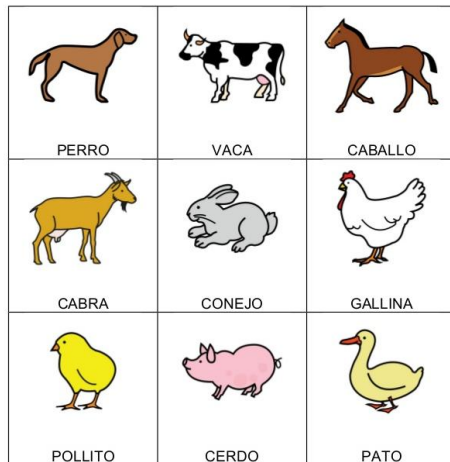 PERRO
VACA
CABALLO
CABRA
CONEJO
GALLINA
POLLITO
CERDO
PATO